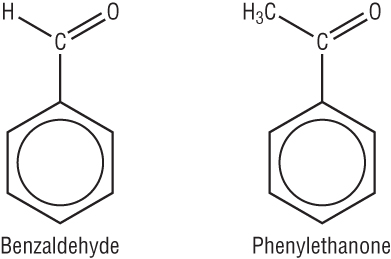 H O H₃C O
C C
Benzaldehyde Phenylethanone